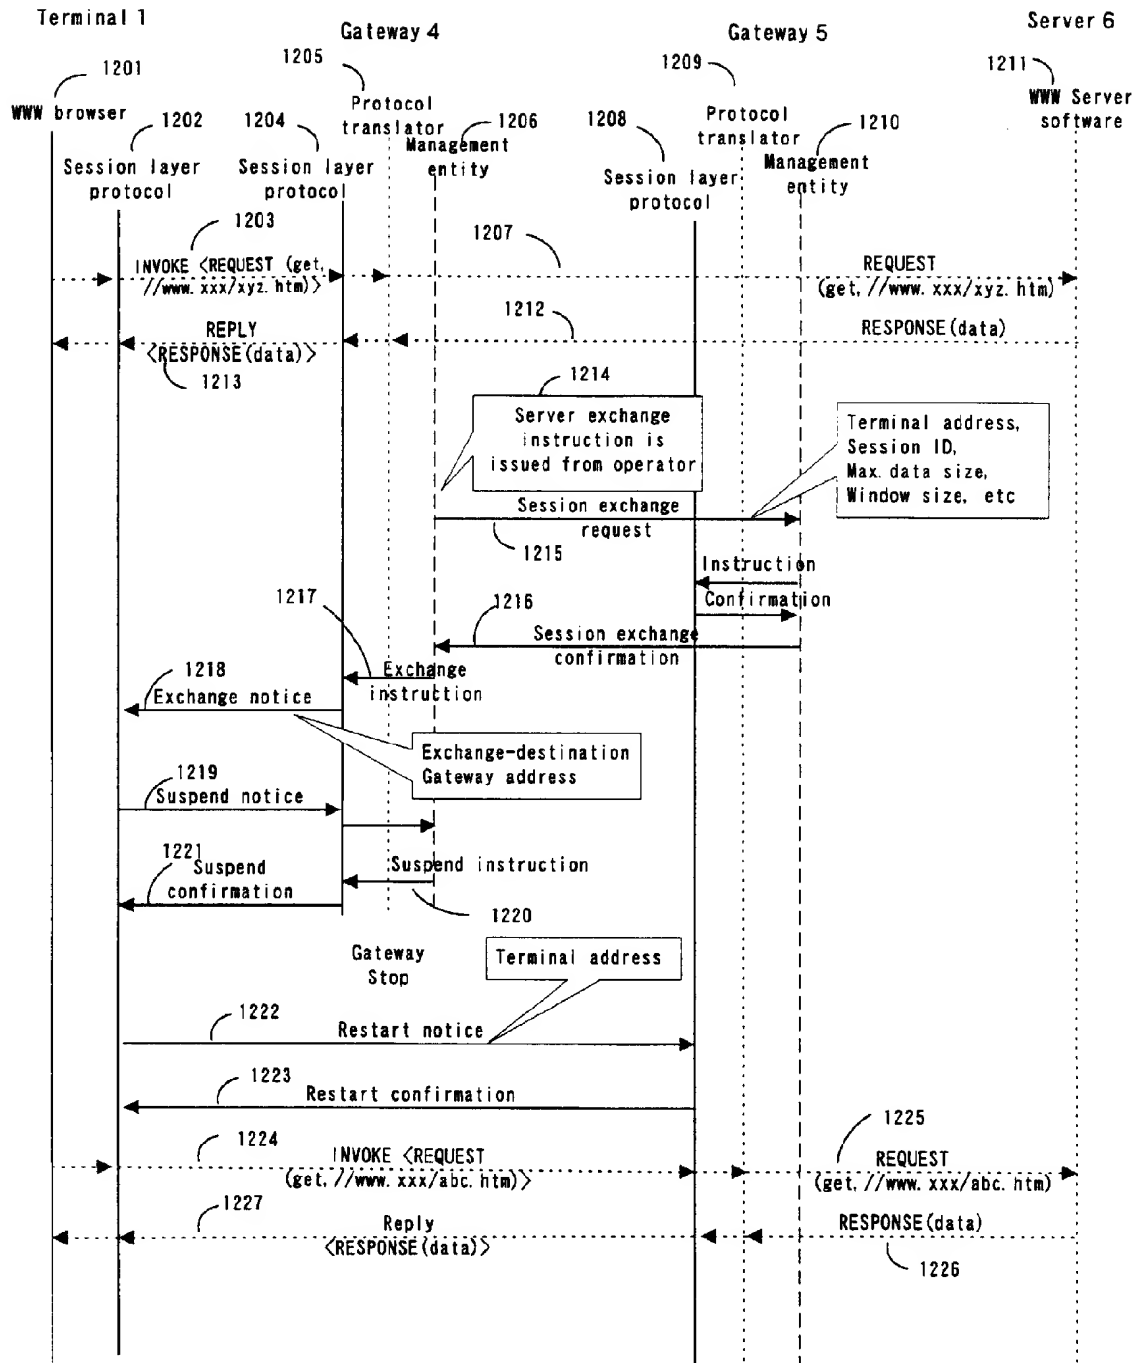 Terminal 1
Gateway 4
Gateway 5
Server 6
1201
1205
1209
1211
WWW browser
Protocol
translator
Protocol
translator
WWW Server
software
1202
1204
1206
1208
1210
Session layer
protocol
Session layer
protocol
Management
entity
Session layer
protocol
Management
entity
1203
1207
INVOKE <REQUEST (get,
//www.xxx/xyz.htm)>
REQUEST
(get,//www.xxx/xyz.htm)
1212
REPLY
<RESPONSE(data)>
RESPONSE(data)
1213
1214
Server exchange
instruction is
issued from operator
Terminal address,
Session ID,
Max.data size,
Window size, etc
Session exchange
request
1215
Instruction
Confirmation
1217
1216
Session exchange
confirmation
Exchange
instruction
1218
Exchange notice
Exchange-destination
Gateway address
1219
Suspend notice
1221
Suspend
confirmation
Suspend instruction
1220
Gateway
Stop
Terminal address
1222
Restart notice
1223
Restart confirmation
1224
INVOKE <REQUEST
(get,//www.xxx/abc.htm)>
1225
REQUEST
(get,//www.xxx/abc.htm)
1227
Reply
<RESPONSE(data)>
RESPONSE(data)
1226